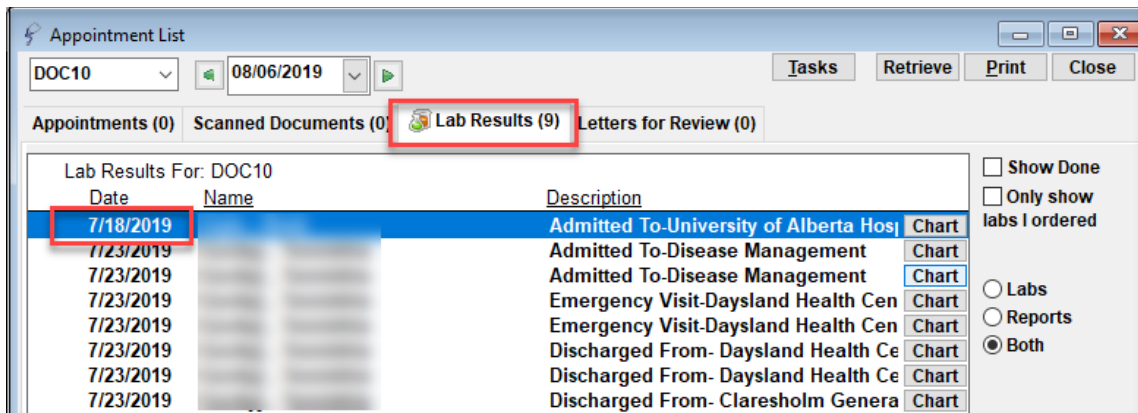 Appointment List
DOC10 08/06/2019 Tasks Retrieve Print Close
Appointments (0) Scanned Documents (0) Lab Results (9) Letters for Review (0)
Lab Results For: DOC10
Show Done
Date Name Description
Only show
labs I ordered
7/18/2019 Admitted To-University of Alberta Hos Chart
7/23/2019 Admitted To-Disease Management Chart
7/23/2019 Admitted To-Disease Management Chart
7/23/2019 Emergency Visit-Daysland Health Cen Chart
Labs
7/23/2019 Emergency Visit-Daysland Health Cen Chart
Reports
7/23/2019 Discharged From- Daysland Health Ce Chart
Both
7/23/2019 Discharged From- Daysland Health Ce Chart
7/23/2019 Discharged From- Claresholm Genera Chart